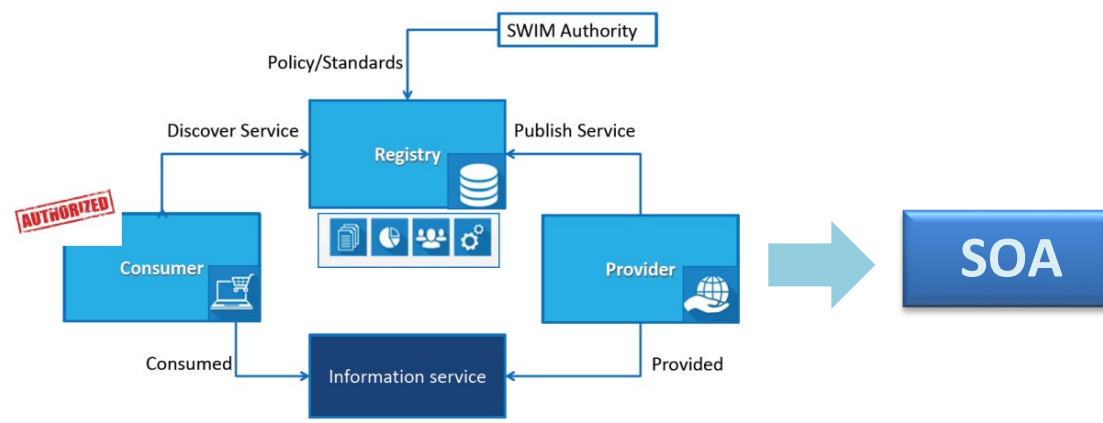 SWIM Authority
Policy/Standards
Discover Service
Publish Service
Registry
AUTHORIZED
Consumer
Provider
SOA
Consumed
Information service
Provided